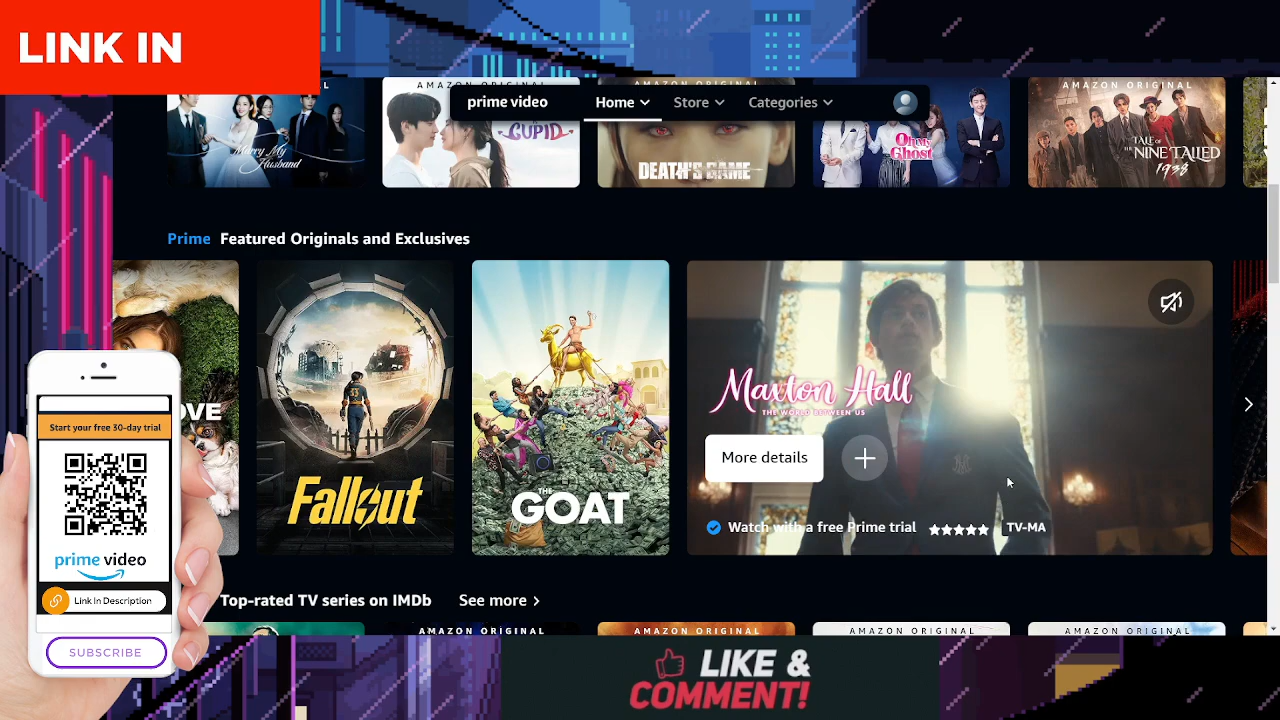 LINK IN
AMAZON ORIGINAL
AMAZON ORIGINAL
prime video
Home
Store
Categories
Marry My
Husband
CUPID
DEATH'S GAME
Oh My
Ghost
TALE OF
THE NINE TAILED
1938
Prime Featured Originals and Exclusives
OVE
Fallout
THE
GOAT
Maxton Hall
THE WORLD BETWEEN US
More details
Watch with a free Prime trial
TV-MA
Start your free 30-day trial
prime video
Link In Description
SUBSCRIBE
Top-rated TV series on IMDb See more
AMAZON ORIGINAL
AMAZON ORIGINAL
AMAZON ORIGINAL
AMAZON ORIGINAL
LIKE &
COMMENT!